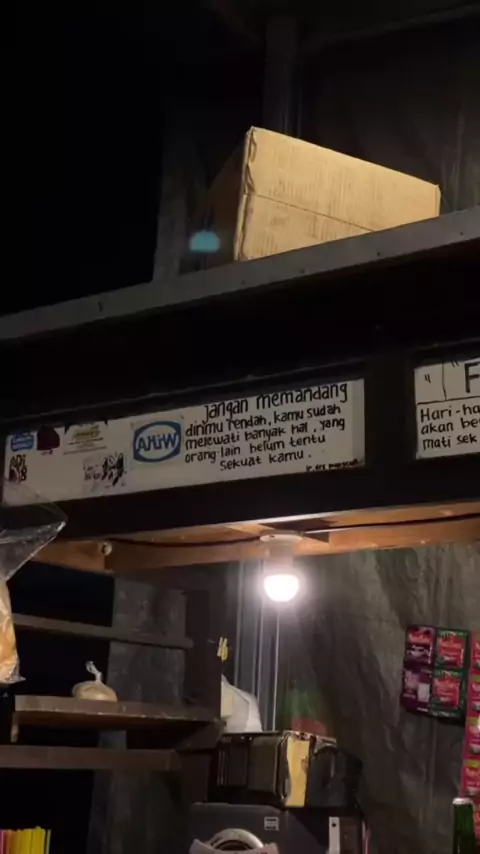 AHiW
jangan memandang
dirimu rendah, kamu sudah
melewati banyak hal, yang
orang lain belum tentu
sekuat kamu.
" F
Hari-ha
akan be
mati sek